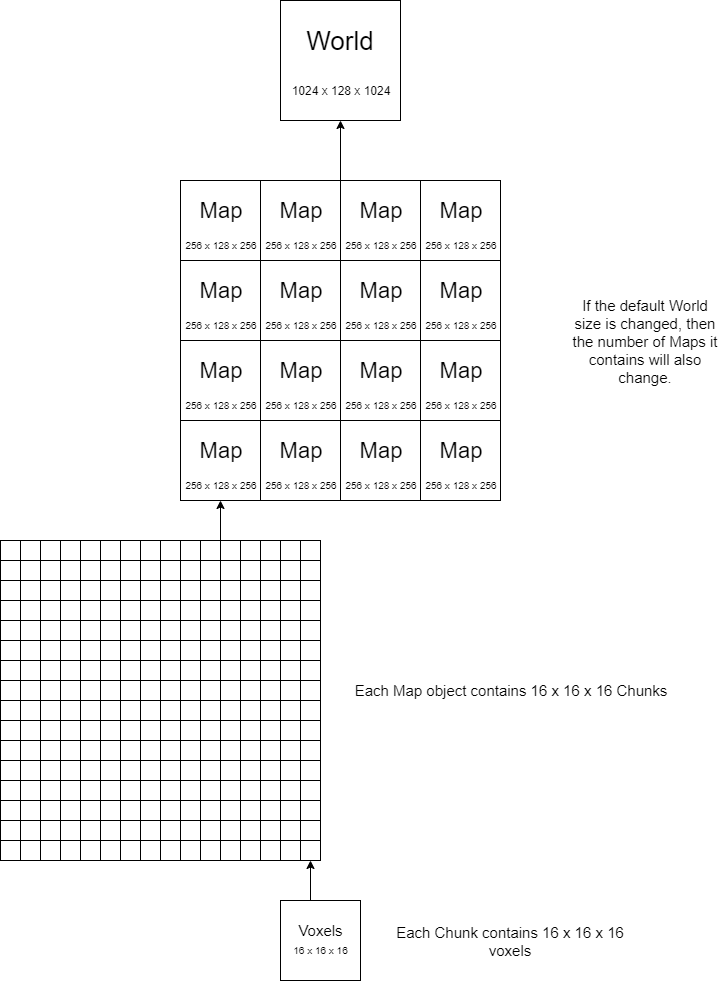 World
1024 x 128 x 1024
Map Map Map Map
256 x 128 x 256 256 x 128 x 256 256 x 128 x 256 256 x 128 x 256
Map Map Map Map
256 x 128 x 256 256 x 128 x 256 256 x 128 x 256 256 x 128 x 256
Map Map Map Map
256 x 128 x 256 256 x 128 x 256 256 x 128 x 256 256 x 128 x 256
Map Map Map Map
256 x 128 x 256 256 x 128 x 256 256 x 128 x 256 256 x 128 x 256
If the default World
size is changed, then
the number of Maps it
contains will also
change.
Each Map object contains 16 x 16 x 16 Chunks
Voxels
16 x 16 x 16
Each Chunk contains 16 x 16 x 16
voxels